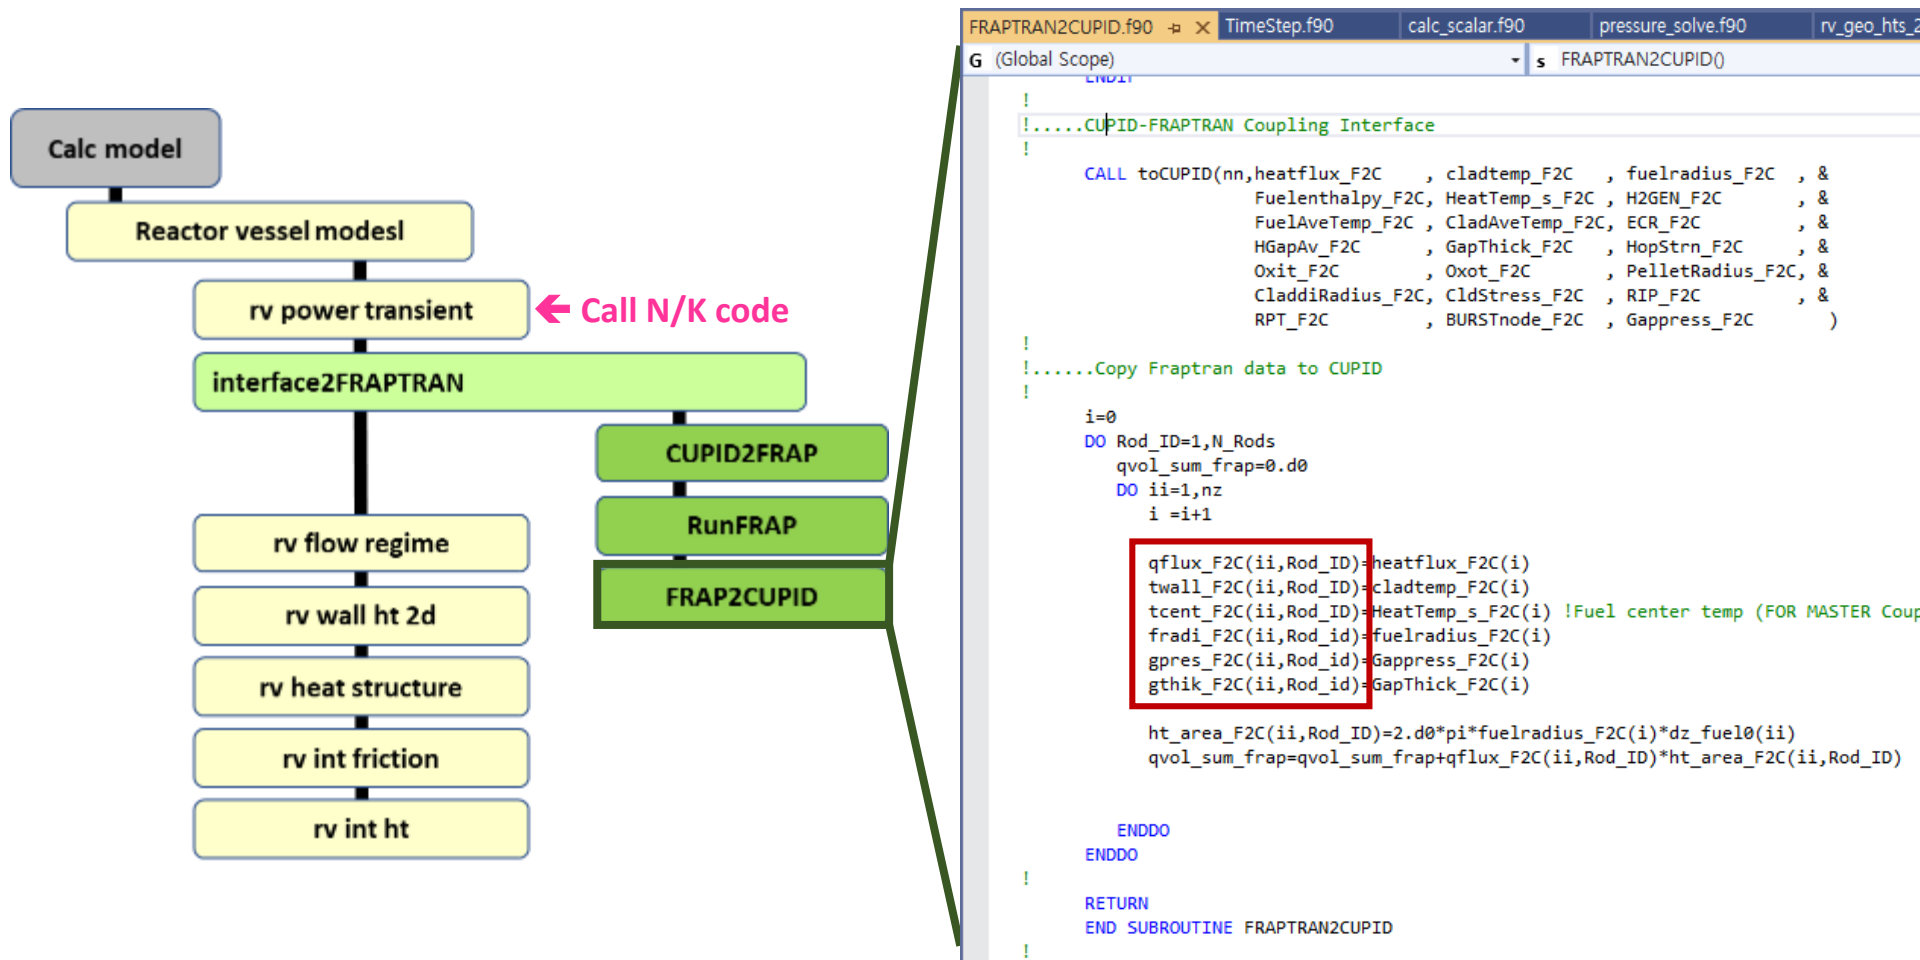 Calc model
Reactor vessel modesl
rv power transient
🡸 Call N/K code
interface2FRAPTRAN
CUPID2FRAP
RunFRAP
FRAP2CUPID
rv flow regime
rv wall ht 2d
rv heat structure
rv int friction
rv int ht
FRAPTRAN2CUPID.f90 TimeStep.f90 calc_scalar.f90 pressure_solve.f90 rv_geo_hts_2
G (Global Scope) s FRAPTRAN2CUPID()
ENDIF
!
!.....CUPID-FRAPTRAN Coupling Interface
!
CALL toCUPID(nn,heatflux_F2C , cladtemp_F2C , fuelradius_F2C , &
Fuelenthalpy_F2C, HeatTemp_s_F2C , H2GEN_F2C , &
FuelAveTemp_F2C , CladAveTemp_F2C, ECR_F2C , &
HGapAv_F2C , GapThick_F2C , HopStrn_F2C , &
Oxit_F2C , Oxot_F2C , PelletRadius_F2C, &
CladdiRadius_F2C, CldStress_F2C , RIP_F2C , &
RPT_F2C , BURSTnode_F2C , Gappress_F2C )
!
!......Copy Fraptran data to CUPID
!
i=0
DO Rod_ID=1,N_Rods
qvol_sum_frap=0.d0
DO ii=1,nz
i =i+1
qflux_F2C(ii,Rod_ID)=heatflux_F2C(i)
twall_F2C(ii,Rod_ID)=cladtemp_F2C(i)
tcent_F2C(ii,Rod_ID)=HeatTemp_s_F2C(i) !Fuel center temp (FOR MASTER Coup
fradi_F2C(ii,Rod_id)=fuelradius_F2C(i)
gpres_F2C(ii,Rod_id)=Gappress_F2C(i)
gthik_F2C(ii,Rod_id)=GapThick_F2C(i)
ht_area_F2C(ii,Rod_ID)=2.d0*pi*fuelradius_F2C(i)*dz_fuel0(ii)
qvol_sum_frap=qvol_sum_frap+qflux_F2C(ii,Rod_ID)*ht_area_F2C(ii,Rod_ID)
ENDDO
ENDDO
!
RETURN
END SUBROUTINE FRAPTRAN2CUPID
!